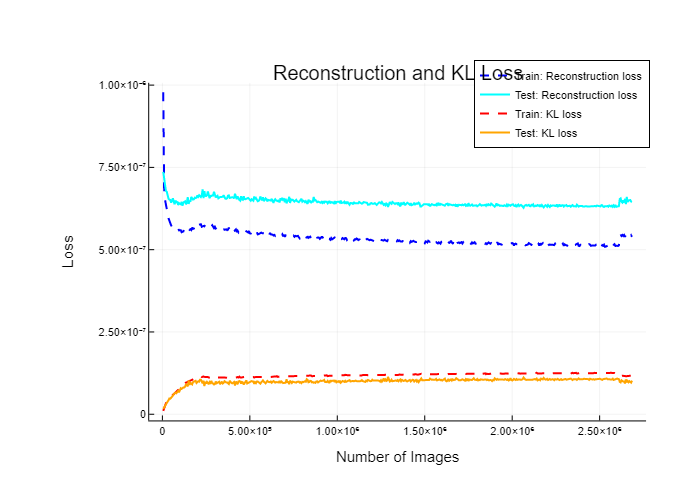 Reconstruction and KL Loss
Train: Reconstruction loss
Test: Reconstruction loss
Train: KL loss
Test: KL loss
1.00×10⁻⁶
7.50×10⁻⁷
5.00×10⁻⁷
2.50×10⁻⁷
0
Loss
0 5.00×10⁵ 1.00×10⁶ 1.50×10⁶ 2.00×10⁶ 2.50×10⁶
Number of Images